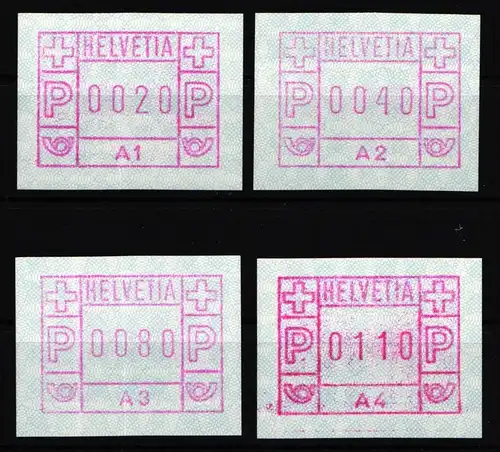 HELVETIA
P 0020 P
A1
HELVETIA
P 0040 P
A2
HELVETIA
P 0080 P
A3
HELVETIA
P 0110 P
A4